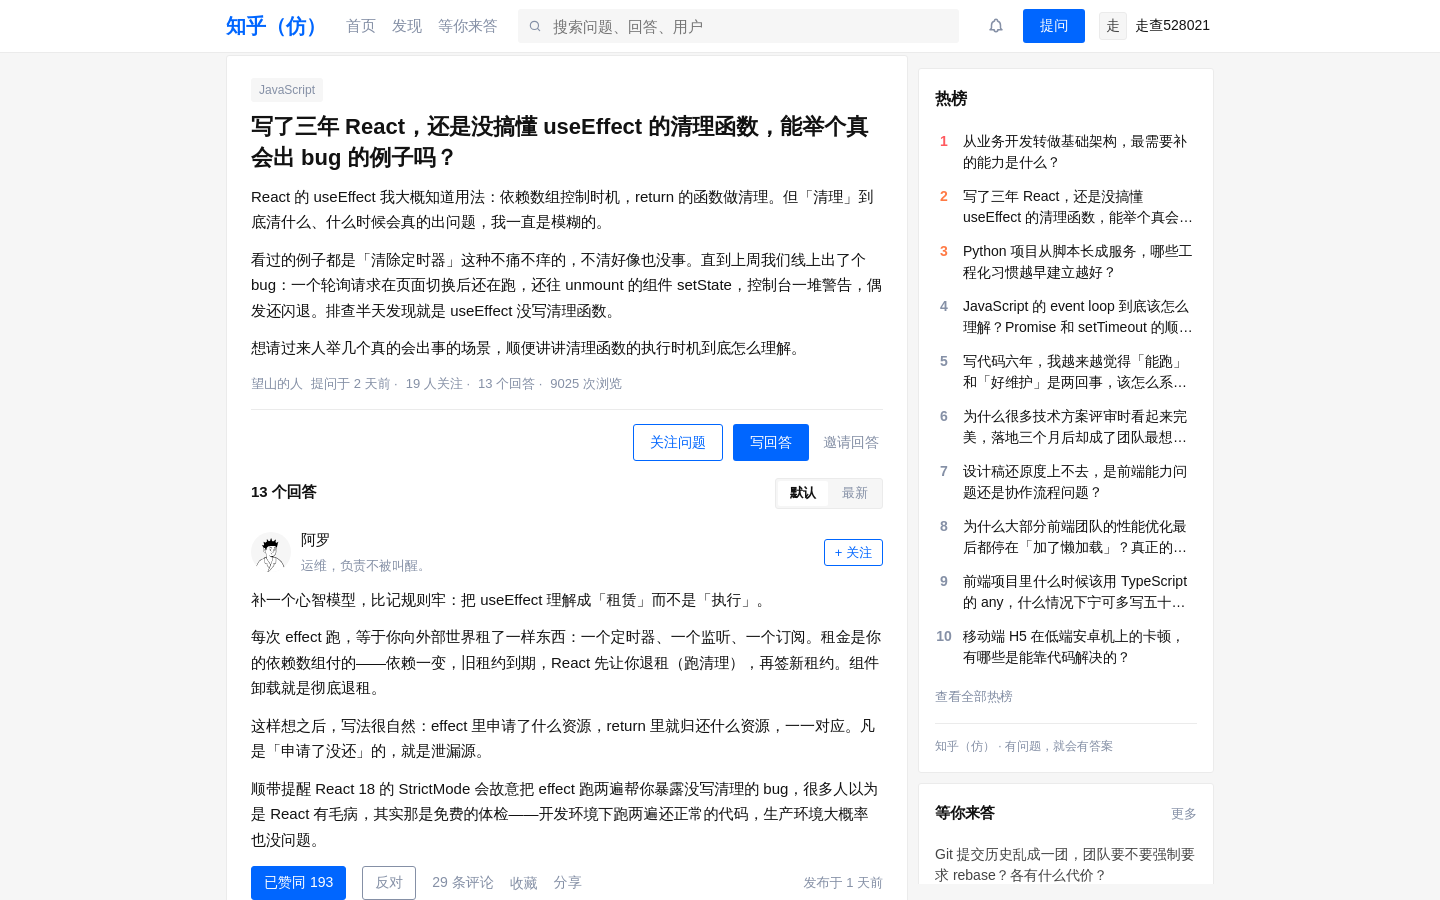 知乎（仿） 首页 发现 等你来答 搜索问题、回答、用户 提问 走 走查528021
JavaScript
写了三年 React，还是没搞懂 useEffect 的清理函数，能举个真
会出 bug 的例子吗？
React 的 useEffect 我大概知道用法：依赖数组控制时机，return 的函数做清理。但「清理」到
底清什么、什么时候会真的出问题，我一直是模糊的。
看过的例子都是「清除定时器」这种不痛不痒的，不清好像也没事。直到上周我们线上出了个
bug：一个轮询请求在页面切换后还在跑，还往 unmount 的组件 setState，控制台一堆警告，偶
发还闪退。排查半天发现就是 useEffect 没写清理函数。
想请过来人举几个真的会出事的场景，顺便讲讲清理函数的执行时机到底怎么理解。
望山的人 提问于 2 天前 · 19 人关注 · 13 个回答 · 9025 次浏览
关注问题 写回答 邀请回答
13 个回答 默认 最新
阿罗
运维，负责不被叫醒。
+ 关注
补一个心智模型，比记规则牢：把 useEffect 理解成「租赁」而不是「执行」。
每次 effect 跑，等于你向外部世界租了一样东西：一个定时器、一个监听、一个订阅。租金是你
的依赖数组付的——依赖一变，旧租约到期，React 先让你退租（跑清理），再签新租约。组件
卸载就是彻底退租。
这样想之后，写法很自然：effect 里申请了什么资源，return 里就归还什么资源，一一对应。凡
是「申请了没还」的，就是泄漏源。
顺带提醒 React 18 的 StrictMode 会故意把 effect 跑两遍帮你暴露没写清理的 bug，很多人以为
是 React 有毛病，其实那是免费的体检——开发环境下跑两遍还正常的代码，生产环境大概率
也没问题。
已赞同 193 反对 29 条评论 收藏 分享 发布于 1 天前
热榜
1 从业务开发转做基础架构，最需要补
的能力是什么？
2 写了三年 React，还是没搞懂
useEffect 的清理函数，能举个真会…
3 Python 项目从脚本长成服务，哪些工
程化习惯越早建立越好？
4 JavaScript 的 event loop 到底该怎么
理解？Promise 和 setTimeout 的顺…
5 写代码六年，我越来越觉得「能跑」
和「好维护」是两回事，该怎么系…
6 为什么很多技术方案评审时看起来完
美，落地三个月后却成了团队最想…
7 设计稿还原度上不去，是前端能力问
题还是协作流程问题？
8 为什么大部分前端团队的性能优化最
后都停在「加了懒加载」？真正的…
9 前端项目里什么时候该用 TypeScript
的 any，什么情况下宁可多写五十…
10 移动端 H5 在低端安卓机上的卡顿，
有哪些是能靠代码解决的？
查看全部热榜
知乎（仿） · 有问题，就会有答案
等你来答 更多
Git 提交历史乱成一团，团队要不要强制要
求 rebase？各有什么代价？